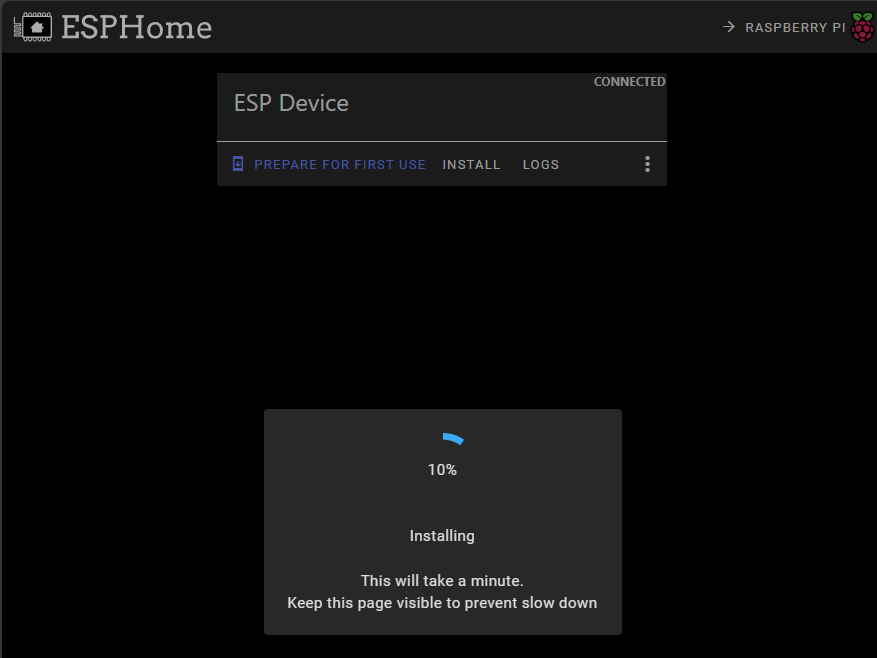 ESPHome
RASPBERRY PI
CONNECTED
ESP Device
PREPARE FOR FIRST USE INSTALL LOGS
10%
Installing
This will take a minute.
Keep this page visible to prevent slow down